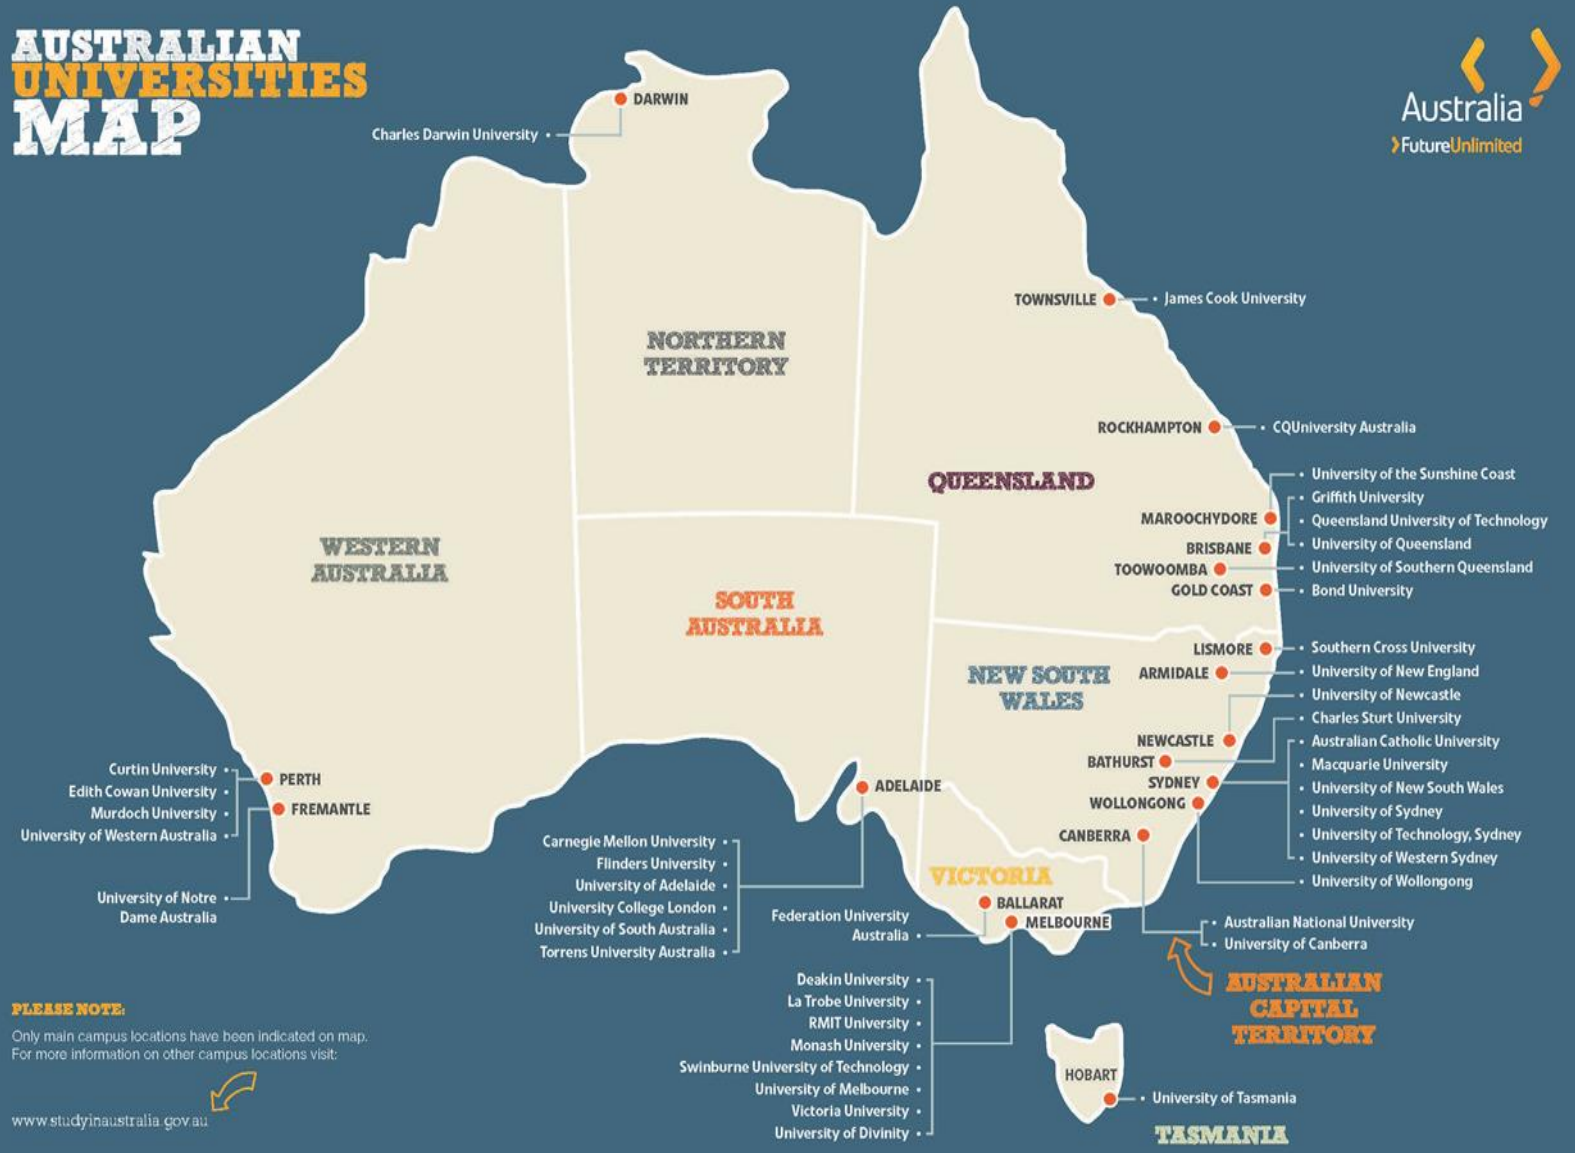 AUSTRALIAN
UNIVERSITIES
MAP
Australia
FutureUnlimited
DARWIN
Charles Darwin University
NORTHERN
TERRITORY
TOWNSVILLE
James Cook University
ROCKHAMPTON
CQUniversity Australia
QUEENSLAND
University of the Sunshine Coast
Griffith University
MAROOCHYDORE
Queensland University of Technology
BRISBANE
University of Queensland
TOOWOOMBA
University of Southern Queensland
GOLD COAST
Bond University
WESTERN
AUSTRALIA
SOUTH
AUSTRALIA
NEW SOUTH
WALES
LISMORE
Southern Cross University
ARMIDALE
University of New England
University of Newcastle
Charles Sturt University
NEWCASTLE
Australian Catholic University
BATHURST
Macquarie University
SYDNEY
University of New South Wales
WOLLONGONG
University of Sydney
CANBERRA
University of Technology, Sydney
University of Western Sydney
University of Wollongong
Curtin University
PERTH
Edith Cowan University
Murdoch University
FREMANTLE
University of Western Australia
University of Notre
Dame Australia
ADELAIDE
Carnegie Mellon University
Flinders University
University of Adelaide
University College London
University of South Australia
Torrens University Australia
VICTORIA
BALLARAT
Federation University
Australia
MELBOURNE
Australian National University
University of Canberra
AUSTRALIAN
CAPITAL
TERRITORY
Deakin University
La Trobe University
RMIT University
Monash University
Swinburne University of Technology
University of Melbourne
Victoria University
University of Divinity
HOBART
University of Tasmania
TASMANIA
PLEASE NOTE:
Only main campus locations have been indicated on map.
For more information on other campus locations visit:
www.studyinaustralia.gov.au